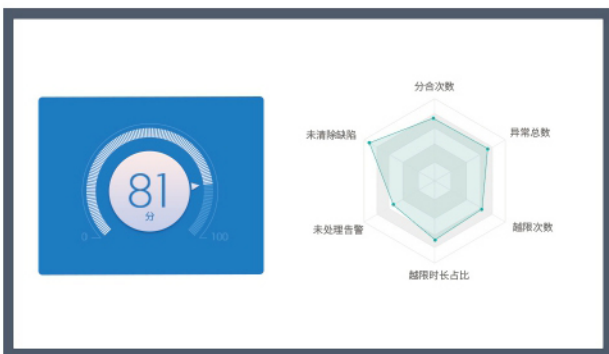 81
分
0
100
分合次数
未清除缺陷
异常总数
未处理告警
越限次数
越限时长占比